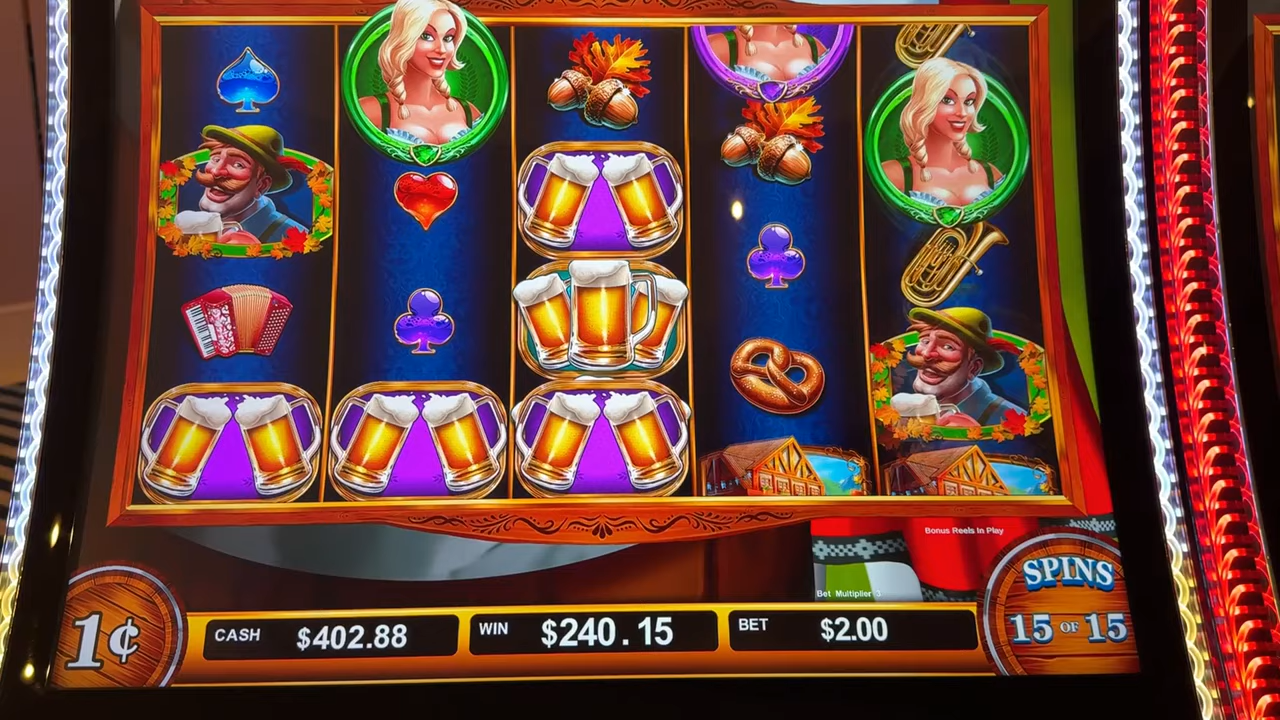 Bonus Reels In Play
SPINS
15 OF 15
Bet Multiplier 3
1¢
CASH $402.88
WIN $240.15
BET $2.00